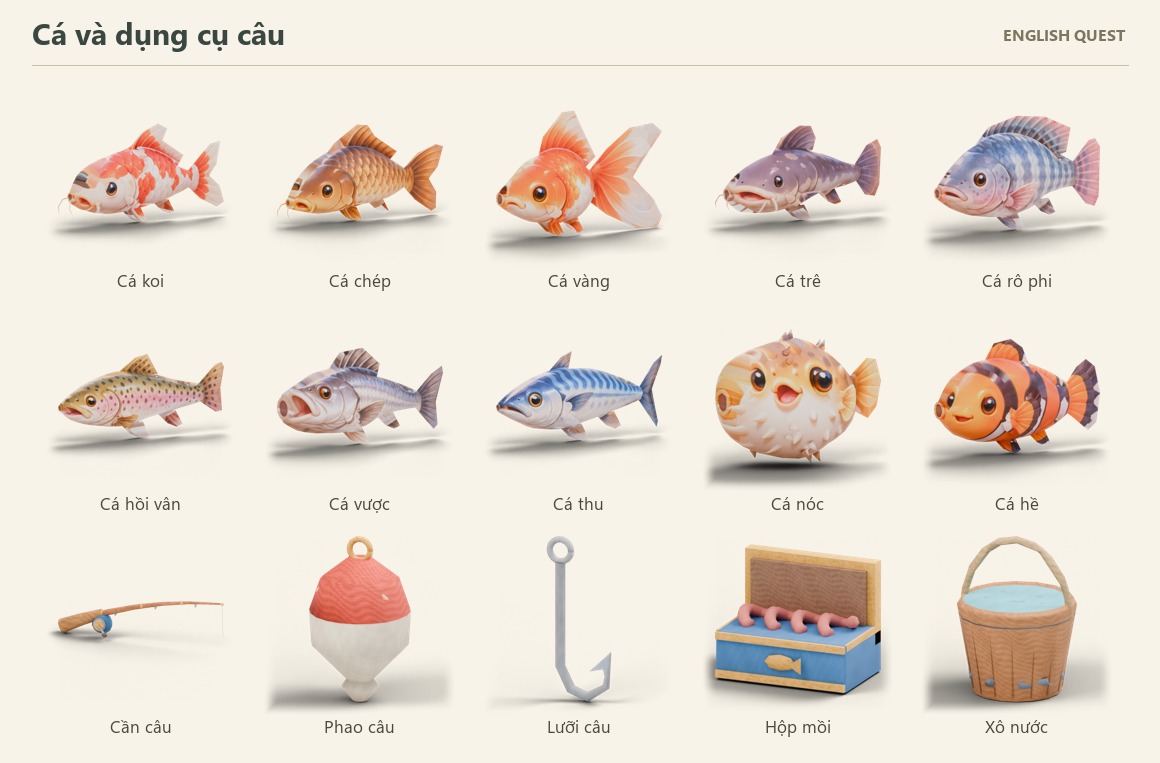 Cá và dụng cụ câu
ENGLISH QUEST
Cá koi
Cá chép
Cá vàng
Cá trê
Cá rô phi
Cá hồi vân
Cá vược
Cá thu
Cá nóc
Cá hề
Cần câu
Phao câu
Lưỡi câu
Hộp mồi
Xô nước